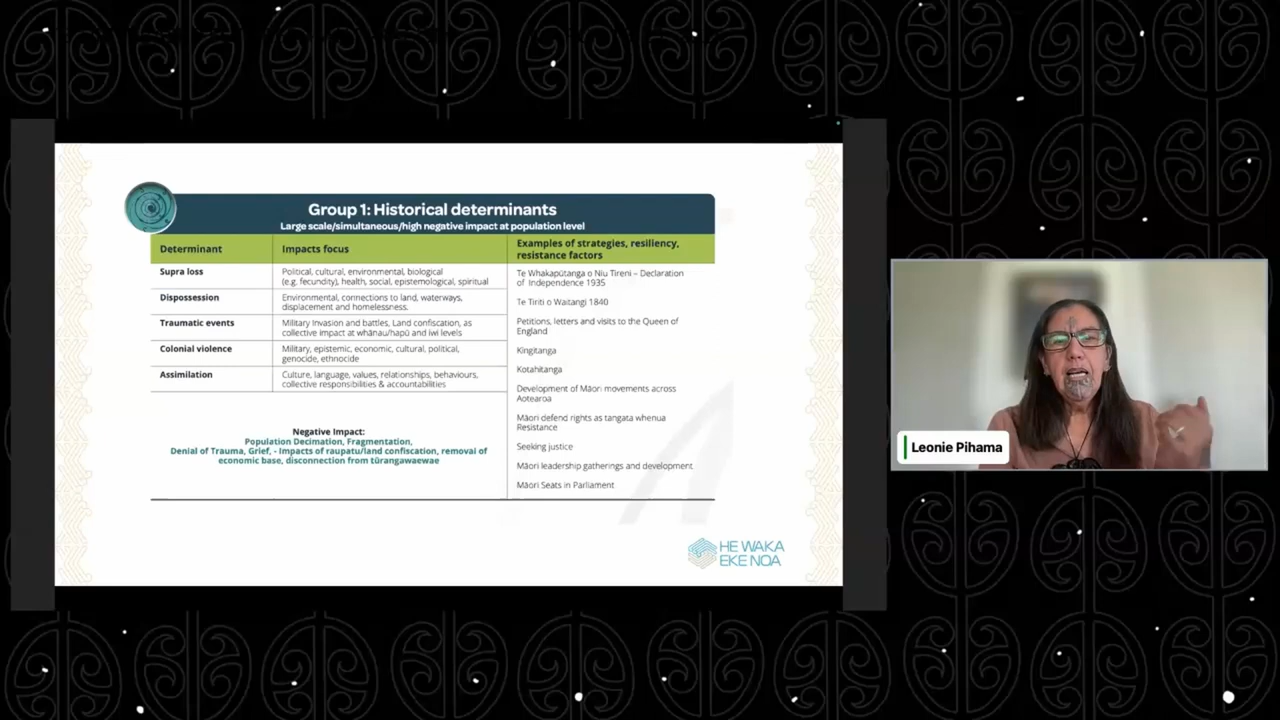 Group 1: Historical determinants
Large scale/simultaneous/high negative impact at population level
Determinant
Impacts focus
Examples of strategies, resiliency,
resistance factors
Supra loss
Political, cultural, environmental, biological
(e.g. fecundity), health, social, epistemological, spiritual
Dispossession
Environmental, connections to land, waterways,
displacement and homelessness.
Traumatic events
Military Invasion and battles, Land confiscation, as
collective impact at whānau/hapū and iwi levels
Colonial violence
Military, epistemic, economic, cultural, political,
genocide, ethnocide
Assimilation
Culture, language, values, relationships, behaviours,
collective responsibilities & accountabilities
Negative Impact:
Population Decimation, Fragmentation,
Denial of Trauma, Grief, - Impacts of raupatu/land confiscation, removal of
economic base, disconnection from tūrangawaewae
Te Whakapūtanga o Niu Tireni – Declaration
of Independence 1935
Te Tiriti o Waitangi 1840
Petitions, letters and visits to the Queen of
England
Kingitanga
Kotahitanga
Development of Māori movements across
Aotearoa
Māori defend rights as tangata whenua
Resistance
Seeking justice
Māori leadership gatherings and development
Māori Seats in Parliament
HE WAKA
EKE NOA
Leonie Pihama